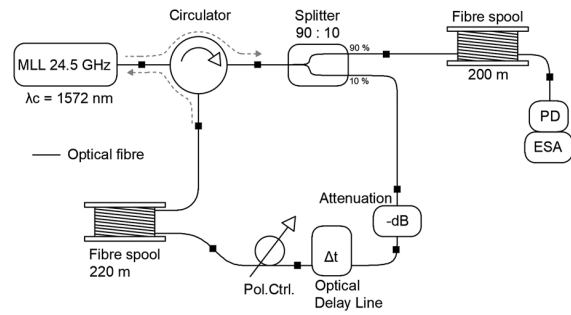 Circulator
Splitter
90 : 10
Fibre spool
90 %
10 %
MLL 24.5 GHz
λc = 1572 nm
200 m
PD
ESA
Optical fibre
Attenuation
-dB
Fibre spool
220 m
Pol.Ctrl.
Δt
Optical
Delay Line